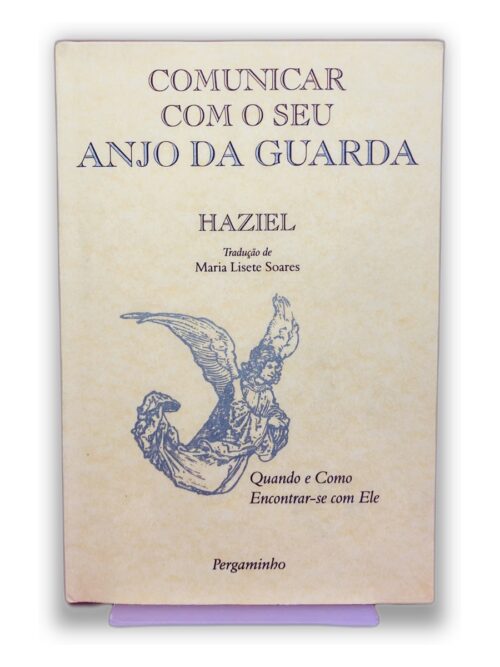 COMUNICAR
COM O SEU
ANJO DA GUARDA
HAZIEL
Tradução de
Maria Lisete Soares
Quando e Como
Encontrar-se com Ele
Pergaminho